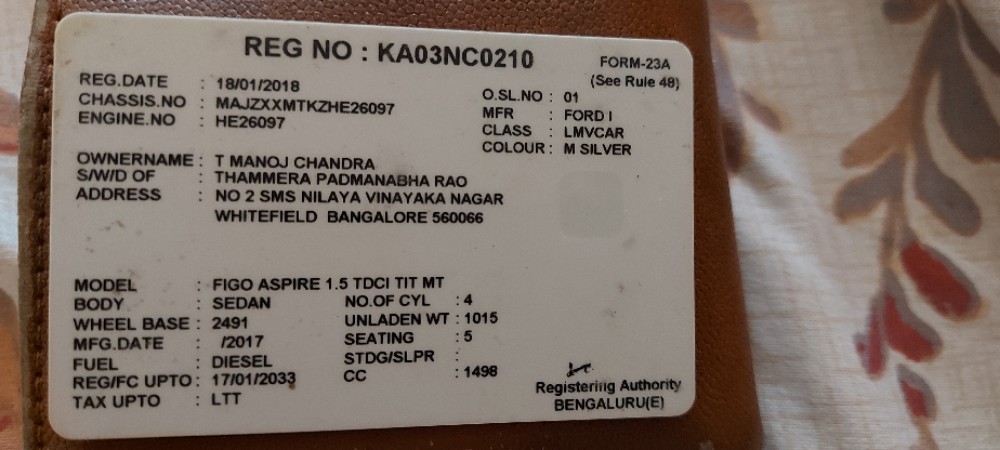 REG NO : KA03NC0210
FORM-23A
(See Rule 48)
REG.DATE : 18/01/2018
CHASSIS.NO : MAJZXXMTKZHE26097
ENGINE.NO : HE26097
O.SL.NO : 01
MFR : FORD I
CLASS : LMVCAR
COLOUR : M SILVER
OWNERNAME : T MANOJ CHANDRA
S/W/D OF : THAMMERA PADMANABHA RAO
ADDRESS : NO 2 SMS NILAYA VINAYAKA NAGAR
WHITEFIELD BANGALORE 560066
MODEL : FIGO ASPIRE 1.5 TDCI TIT MT
BODY : SEDAN
WHEEL BASE : 2491
MFG.DATE : /2017
FUEL : DIESEL
REG/FC UPTO : 17/01/2033
TAX UPTO : LTT
NO.OF CYL : 4
UNLADEN WT : 1015
SEATING : 5
STDG/SLPR :
CC : 1498
Registering Authority
BENGALURU(E)